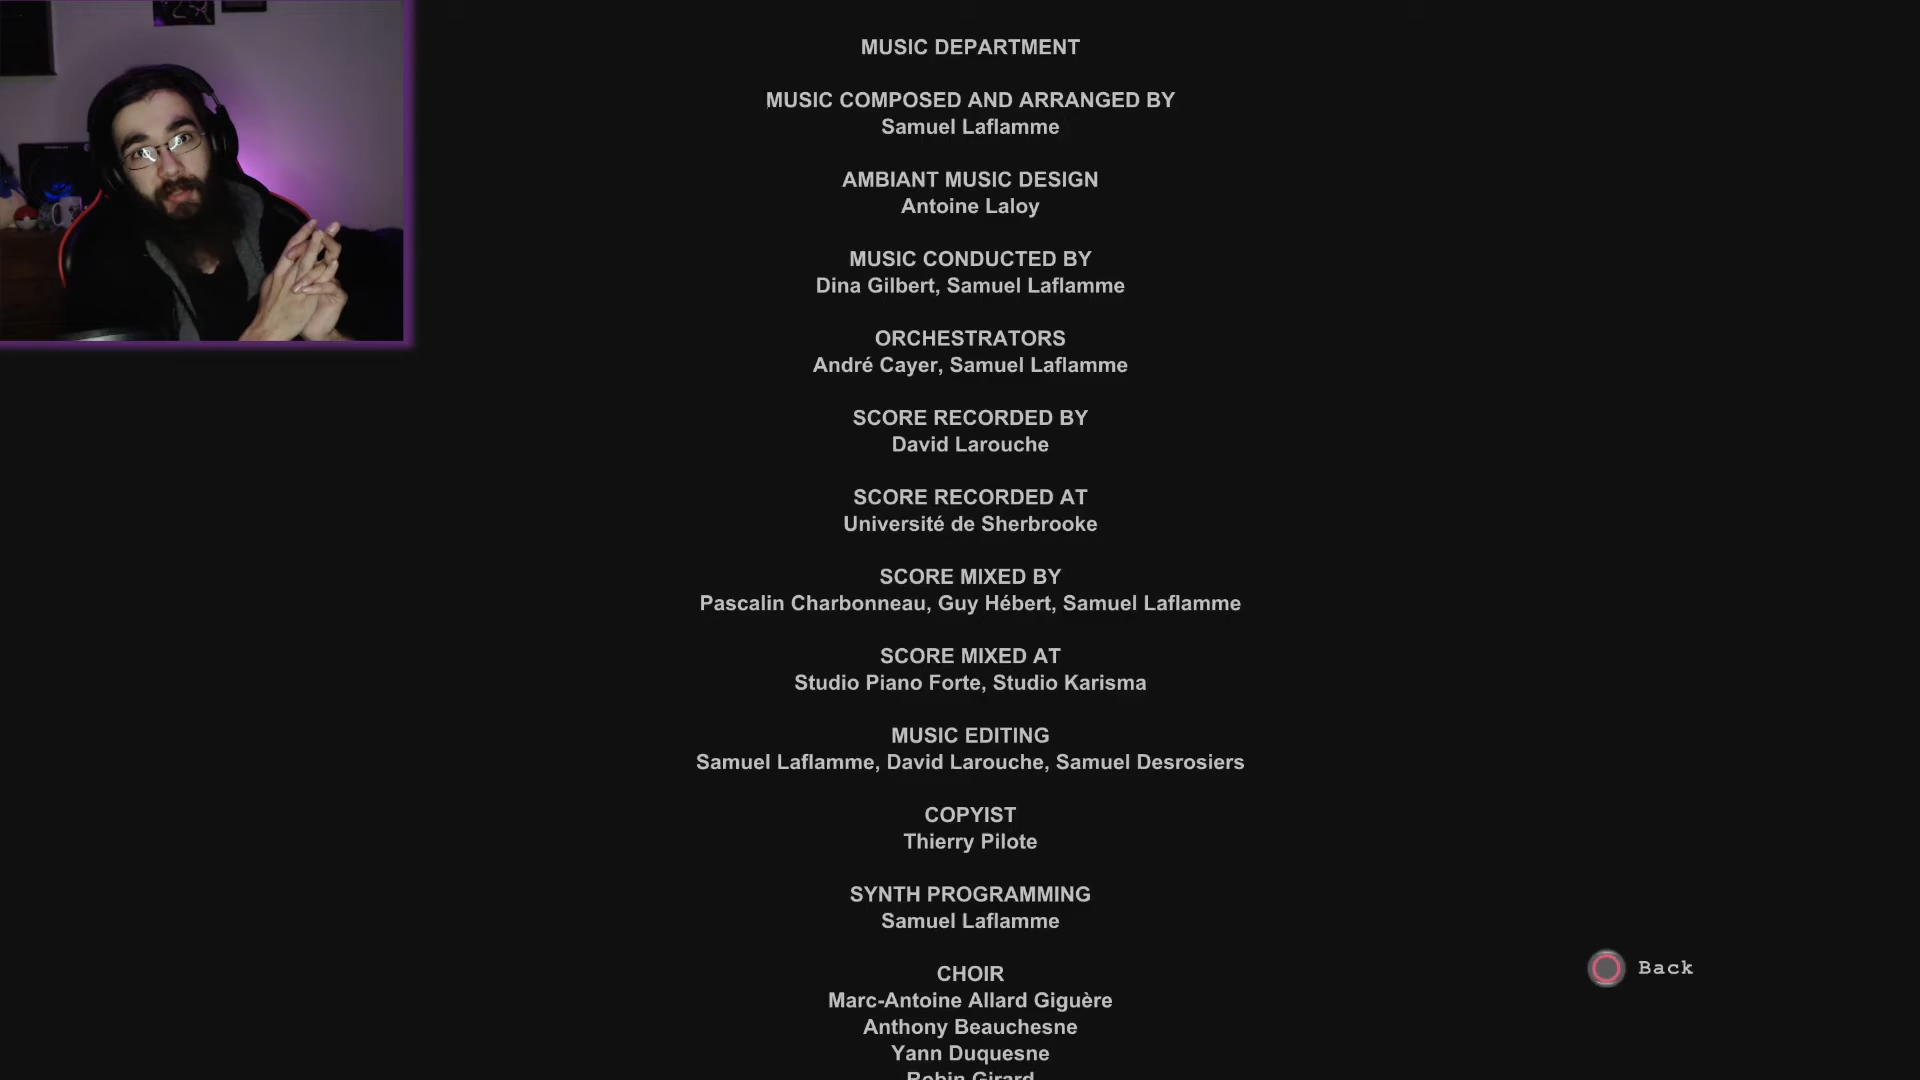 MUSIC DEPARTMENT
MUSIC COMPOSED AND ARRANGED BY
Samuel Laflamme
AMBIANT MUSIC DESIGN
Antoine Laloy
MUSIC CONDUCTED BY
Dina Gilbert, Samuel Laflamme
ORCHESTRATORS
André Cayer, Samuel Laflamme
SCORE RECORDED BY
David Larouche
SCORE RECORDED AT
Université de Sherbrooke
SCORE MIXED BY
Pascalin Charbonneau, Guy Hébert, Samuel Laflamme
SCORE MIXED AT
Studio Piano Forte, Studio Karisma
MUSIC EDITING
Samuel Laflamme, David Larouche, Samuel Desrosiers
COPYIST
Thierry Pilote
SYNTH PROGRAMMING
Samuel Laflamme
CHOIR
Marc-Antoine Allard Giguère
Anthony Beauchesne
Yann Duquesne
Robin Girard
Back